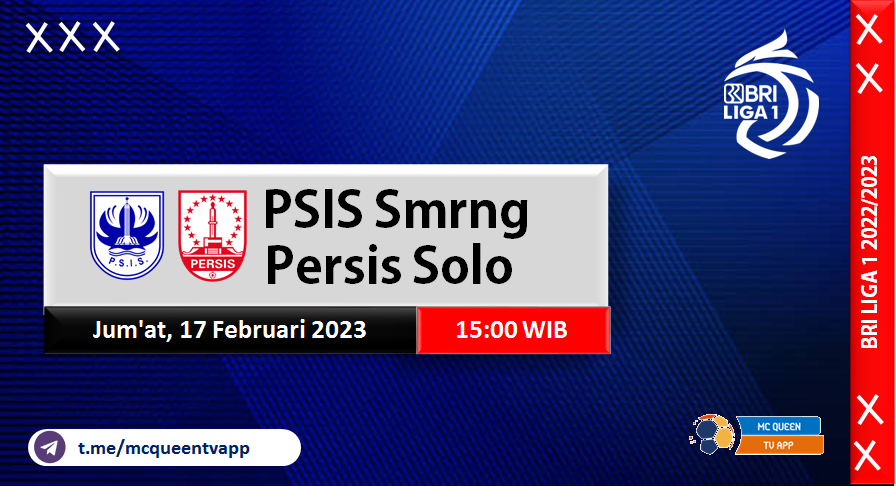 XXX
BRI
LIGA 1
X
X
P.S.I.S.
PERSIS
PSIS Smrng
Persis Solo
Jum'at, 17 Februari 2023
15:00 WIB
BRI LIGA 1 2022/2023
t.me/mcqueentvapp
MC QUEEN
TV APP
X
X